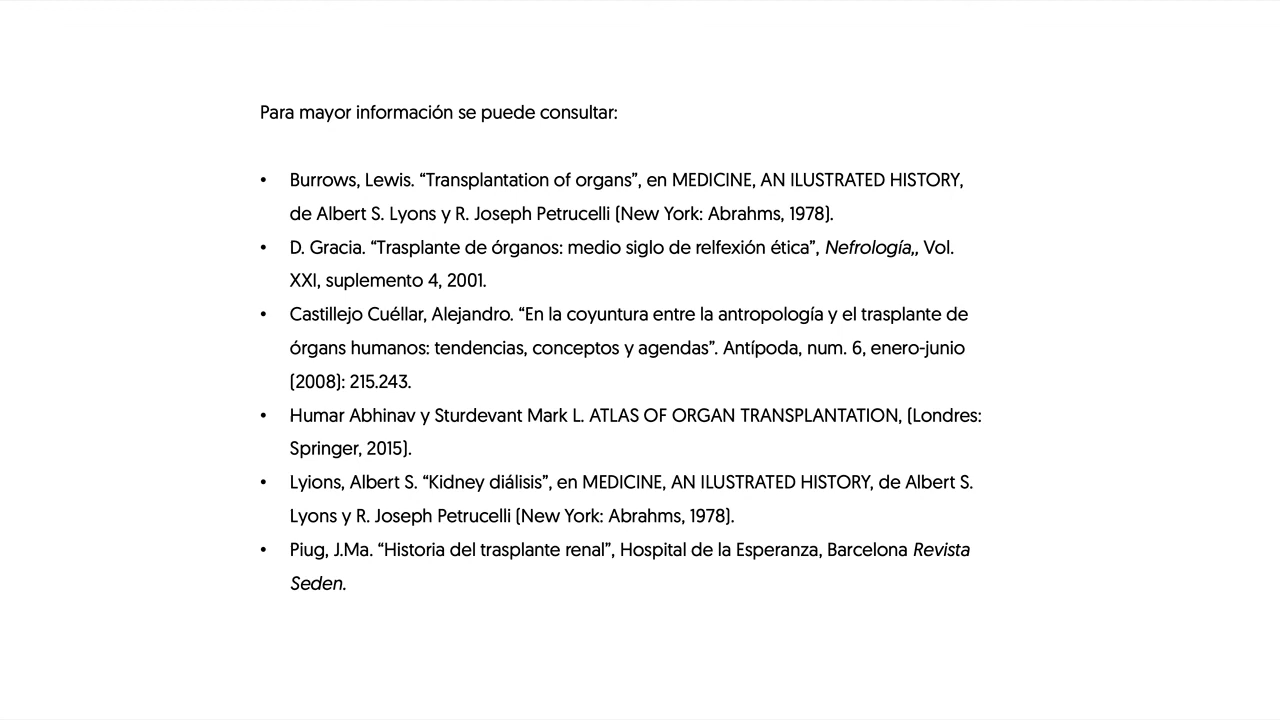 Para mayor información se puede consultar:
• Burrows, Lewis. “Transplantation of organs”, en MEDICINE, AN ILUSTRATED HISTORY,
de Albert S. Lyons y R. Joseph Petrucelli (New York: Abrahms, 1978).
• D. Gracia. “Trasplante de órganos: medio siglo de relfexión ética”, Nefrología,, Vol.
XXI, suplemento 4, 2001.
• Castillejo Cuéllar, Alejandro. “En la coyuntura entre la antropología y el trasplante de
órgans humanos: tendencias, conceptos y agendas”. Antípoda, num. 6, enero-junio
(2008): 215.243.
• Humar Abhinav y Sturdevant Mark L. ATLAS OF ORGAN TRANSPLANTATION, (Londres:
Springer, 2015).
• Lyions, Albert S. “Kidney diálisis”, en MEDICINE, AN ILUSTRATED HISTORY, de Albert S.
Lyons y R. Joseph Petrucelli (New York: Abrahms, 1978).
• Piug, J.Ma. “Historia del trasplante renal”, Hospital de la Esperanza, Barcelona Revista
Seden.